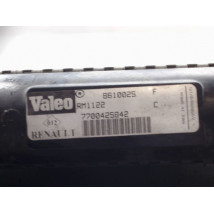 Valeo 8610025 F
RM1122 C
RENAULT 7700425842